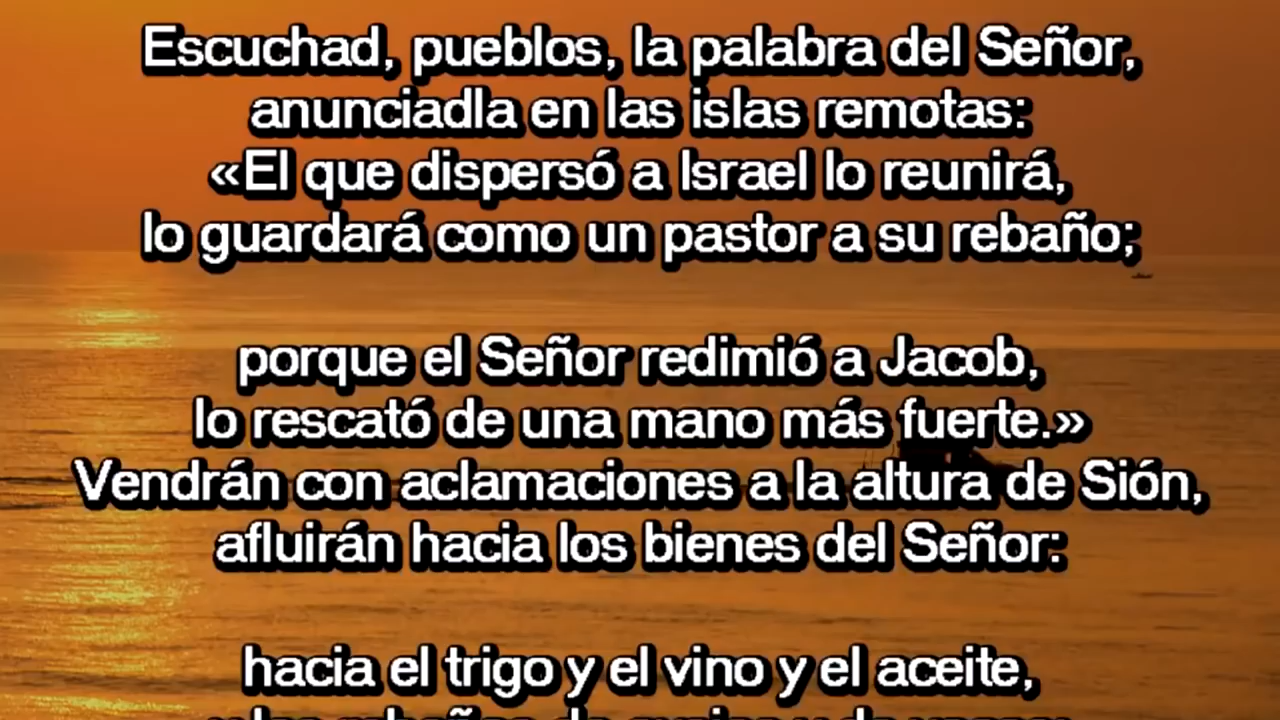 Escuchad, pueblos, la palabra del Señor,
anunciadla en las islas remotas:
«El que dispersó a Israel lo reunirá,
lo guardará como un pastor a su rebaño;
porque el Señor redimió a Jacob,
lo rescató de una mano más fuerte.»
Vendrán con aclamaciones a la altura de Sión,
afluirán hacia los bienes del Señor:
hacia el trigo y el vino y el aceite,